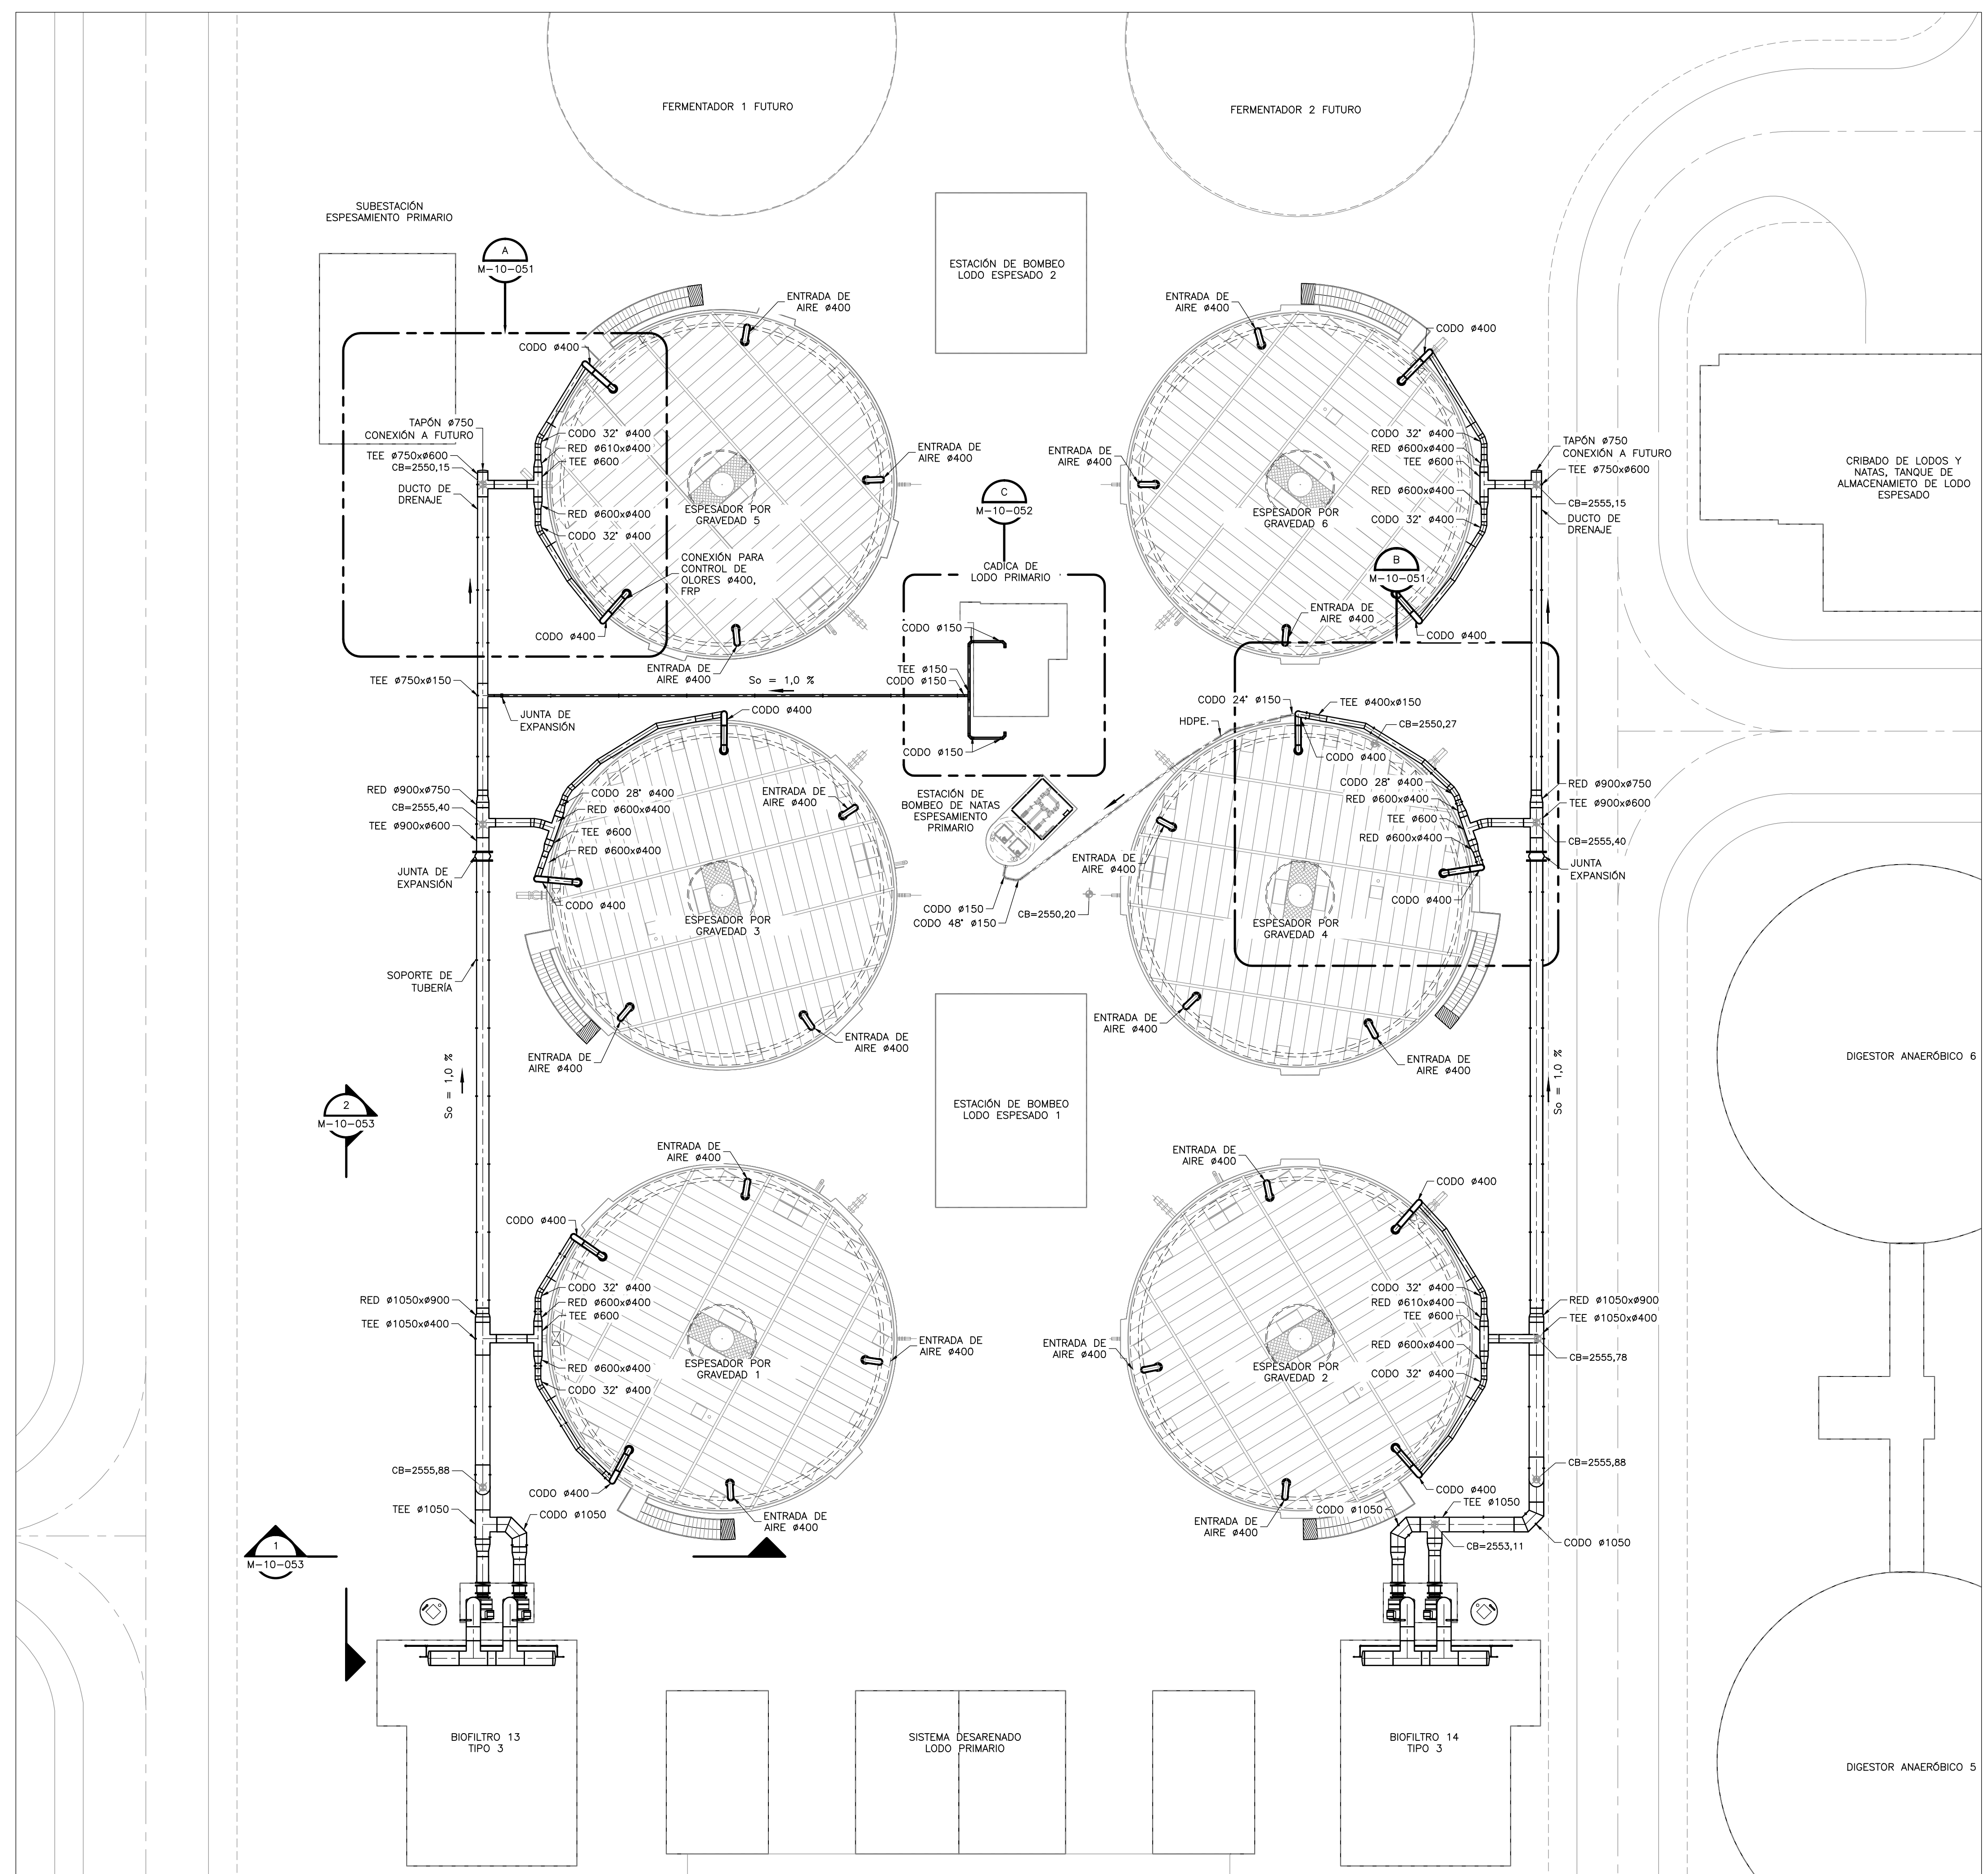 FERMENTADOR 1 FUTURO
FERMENTADOR 2 FUTURO
SUBESTACIÓN
ESPESAMIENTO PRIMARIO
A
M-10-051
ESTACIÓN DE BOMBEO
LODO ESPESADO 2
ENTRADA DE
AIRE ø400
ENTRADA DE
AIRE ø400
CODO ø400
CODO ø400
TAPÓN ø750
CONEXIÓN A FUTURO
TEE ø750xø600
CB=2550,15
DUCTO DE
DRENAJE
CODO 32° ø400
RED ø610xø400
TEE ø600
RED ø600xø400
CODO 32° ø400
ESPESADOR POR
GRAVEDAD 5
ENTRADA DE
AIRE ø400
CONEXIÓN PARA
CONTROL DE
OLORES ø400,
FRP
CODO ø400
ENTRADA DE
AIRE ø400
C
M-10-052
CADICA DE
LODO PRIMARIO
CODO ø150
TEE ø150
CODO ø150
CODO ø150
ENTRADA DE
AIRE ø400
CODO 32° ø400
RED ø600xø400
TEE ø600
RED ø600xø400
CODO 32° ø400
ESPESADOR POR
GRAVEDAD 6
B
M-10-051
ENTRADA DE
AIRE ø400
CODO ø400
TAPÓN ø750
CONEXIÓN A FUTURO
TEE ø750xø600
CB=2555,15
DUCTO DE
DRENAJE
CRIBADO DE LODOS Y
NATAS, TANQUE DE
ALMACENAMIETO DE LODO
ESPESADO
TEE ø750xø150
So = 1,0 %
JUNTA DE
EXPANSIÓN
CODO ø400
RED ø900xø750
CB=2555,40
TEE ø900xø600
JUNTA DE
EXPANSIÓN
CODO 28° ø400
RED ø600xø400
TEE ø600
RED ø600xø400
CODO ø400
ENTRADA DE
AIRE ø400
ESPESADOR POR
GRAVEDAD 3
ENTRADA DE
AIRE ø400
ENTRADA DE
AIRE ø400
SOPORTE DE
TUBERÍA
So = 1,0 %
ESTACIÓN DE
BOMBEO DE NATAS
ESPESAMIENTO
PRIMARIO
CODO ø150
CODO 48° ø150
CB=2550,20
HDPE.
CODO 24° ø150
TEE ø400xø150
CB=2550,27
CODO ø400
CODO 28° ø400
RED ø600xø400
TEE ø600
RED ø600xø400
CODO ø400
ENTRADA DE
AIRE ø400
ESPESADOR POR
GRAVEDAD 4
ENTRADA DE
AIRE ø400
ENTRADA DE
AIRE ø400
RED ø900xø750
TEE ø900xø600
CB=2555,40
JUNTA
EXPANSIÓN
So = 1,0 %
DIGESTOR ANAERÓBICO 6
2
M-10-053
ESTACIÓN DE BOMBEO
LODO ESPESADO 1
ENTRADA DE
AIRE ø400
CODO ø400
RED ø1050xø900
TEE ø1050xø400
CODO 32° ø400
RED ø600xø400
TEE ø600
RED ø600xø400
CODO 32° ø400
ESPESADOR POR
GRAVEDAD 1
ENTRADA DE
AIRE ø400
CODO ø400
ENTRADA DE
AIRE ø400
CB=2555,88
TEE ø1050
CODO ø1050
ENTRADA DE
AIRE ø400
CODO ø400
ENTRADA DE
AIRE ø400
CODO 32° ø400
RED ø610xø400
TEE ø600
RED ø600xø400
CODO 32° ø400
ESPESADOR POR
GRAVEDAD 2
RED ø1050xø900
TEE ø1050xø400
CB=2555,78
CB=2555,88
CODO ø400
TEE ø1050
CODO ø1050
ENTRADA DE
AIRE ø400
CODO ø1050
CB=2553,11
1
M-10-053
BIOFILTRO 13
TIPO 3
SISTEMA DESARENADO
LODO PRIMARIO
BIOFILTRO 14
TIPO 3
DIGESTOR ANAERÓBICO 5